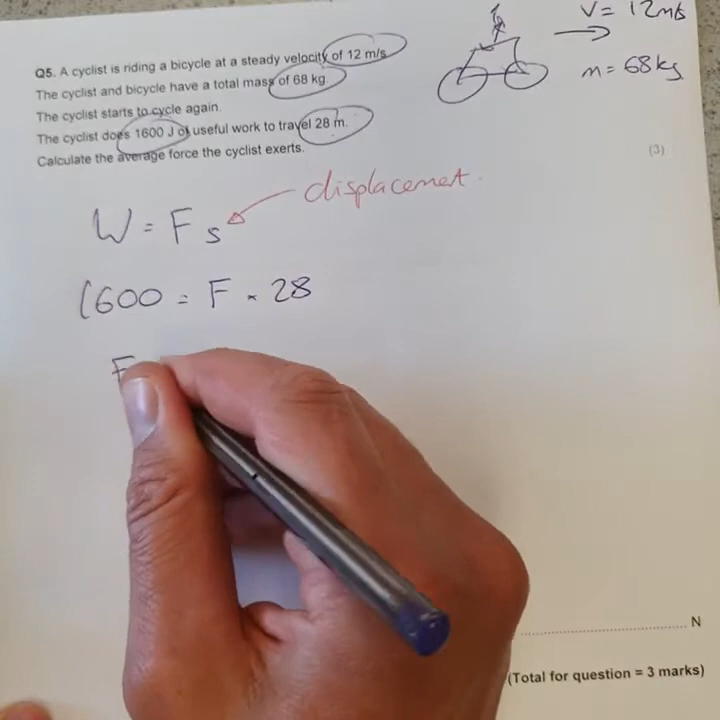 Q5. A cyclist is riding a bicycle at a steady velocity of 12 m/s
The cyclist and bicycle have a total mass of 68 kg.
The cyclist starts to cycle again.
The cyclist does 1600 J of useful work to travel 28 m.
Calculate the average force the cyclist exerts.
V = 12m/s
m = 68kg
(3)
displacement
W = F s
1600 = F × 28
F
N
(Total for question = 3 marks)